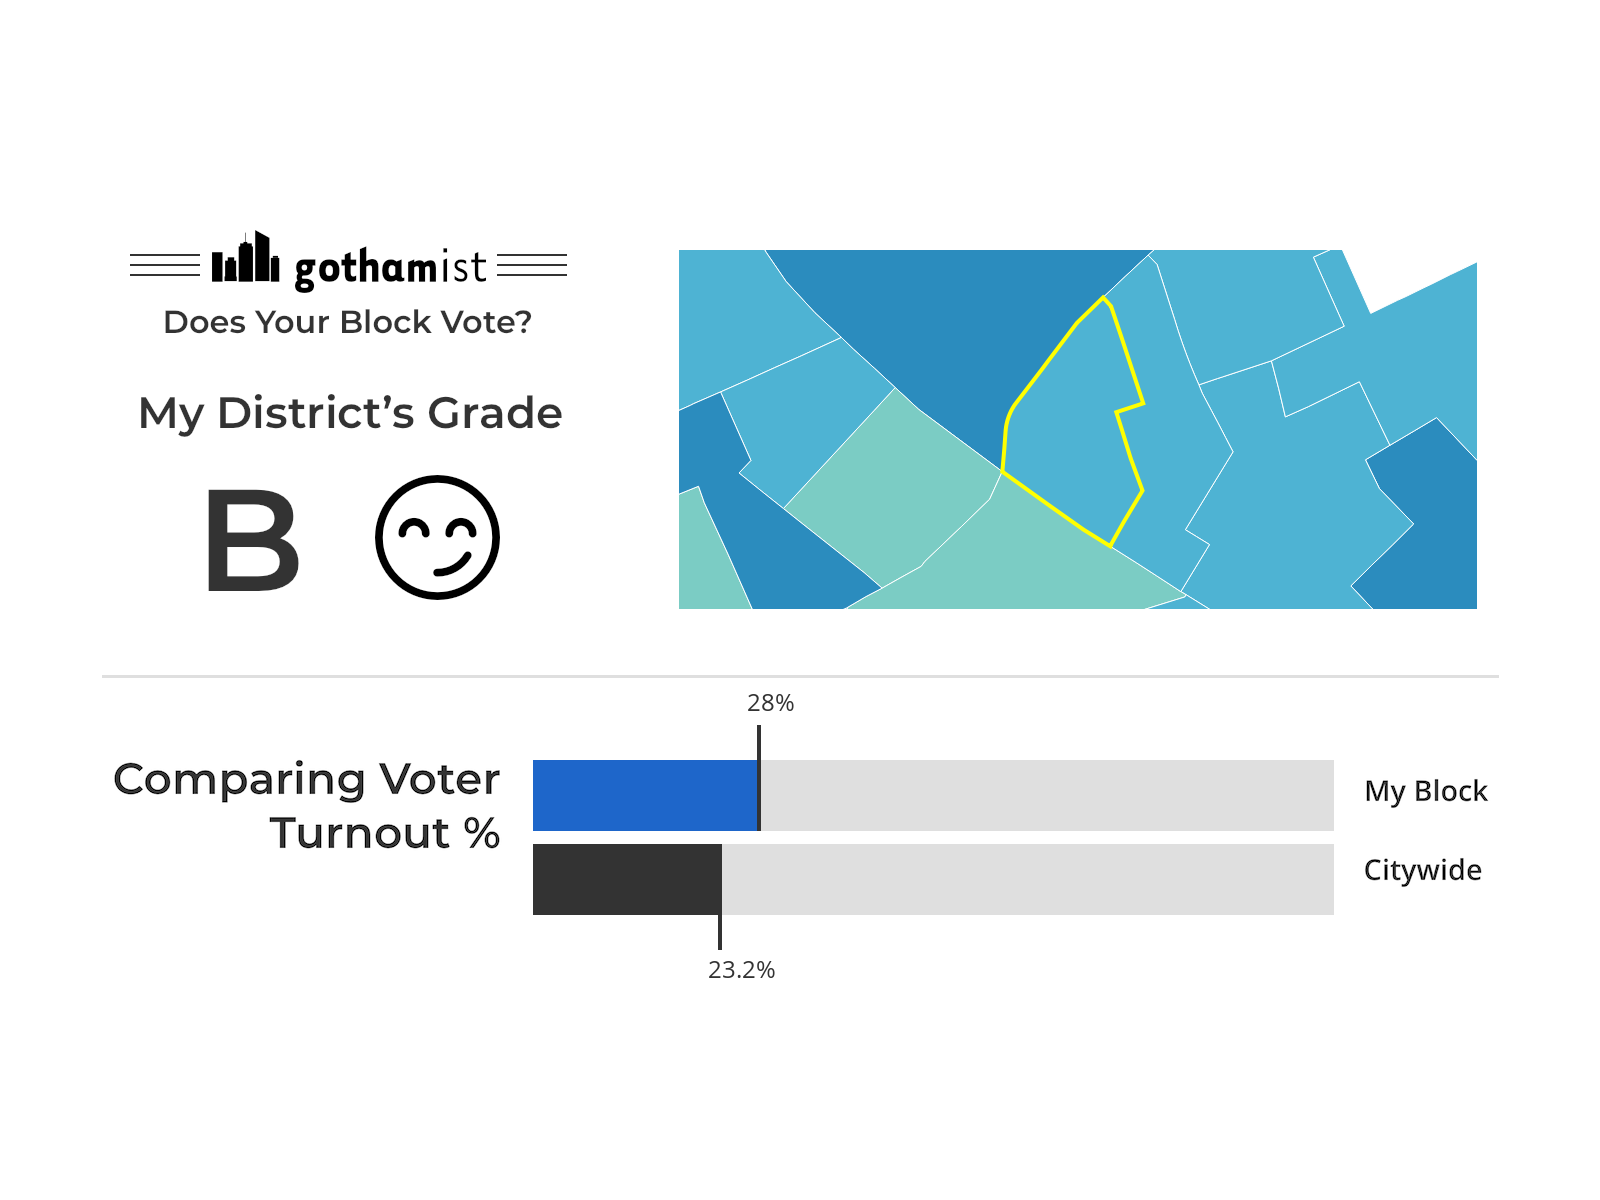 gothamist
Does Your Block Vote?
My District’s Grade
B
28%
Comparing Voter
Turnout %
My Block
Citywide
23.2%